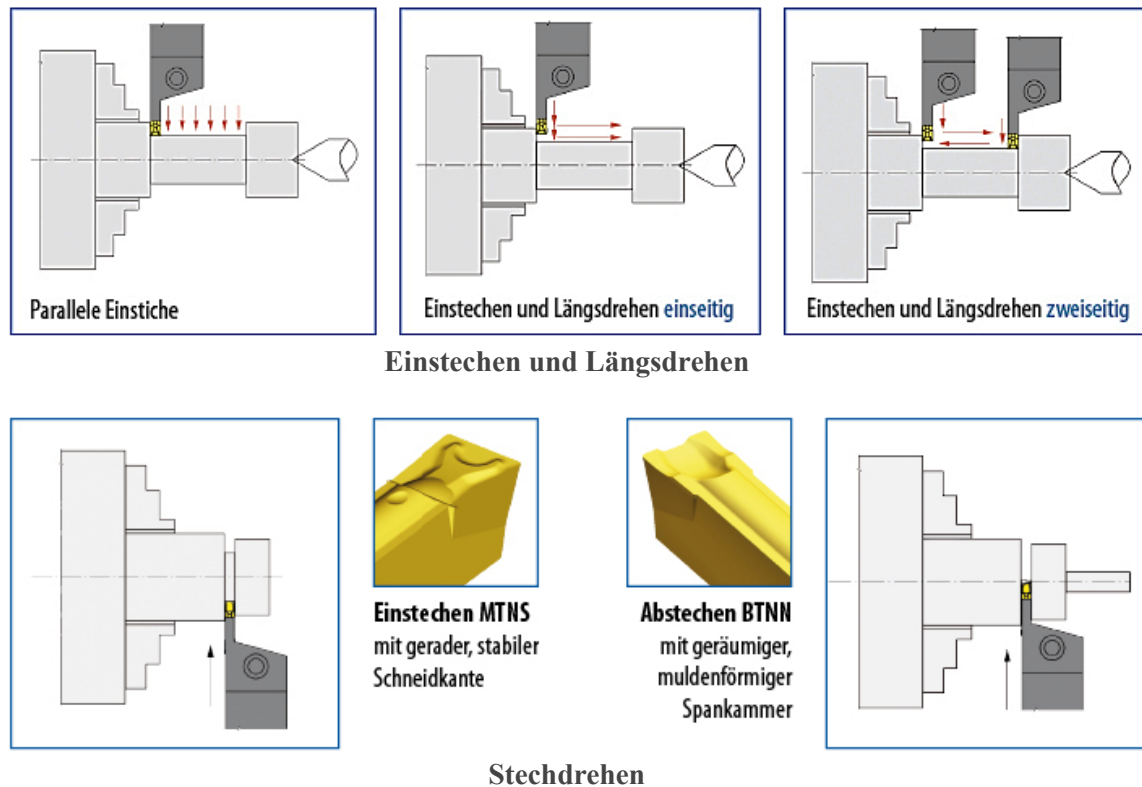 Parallele Einstiche
Einstechen und Längsdrehen einseitig
Einstechen und Längsdrehen zweiseitig
Einstechen und Längsdrehen
Einstechen MTNS
mit gerader, stabiler
Schneidkante
Abstechen BTNN
mit geräumiger,
muldenförmiger
Spankammer
Stechdrehen